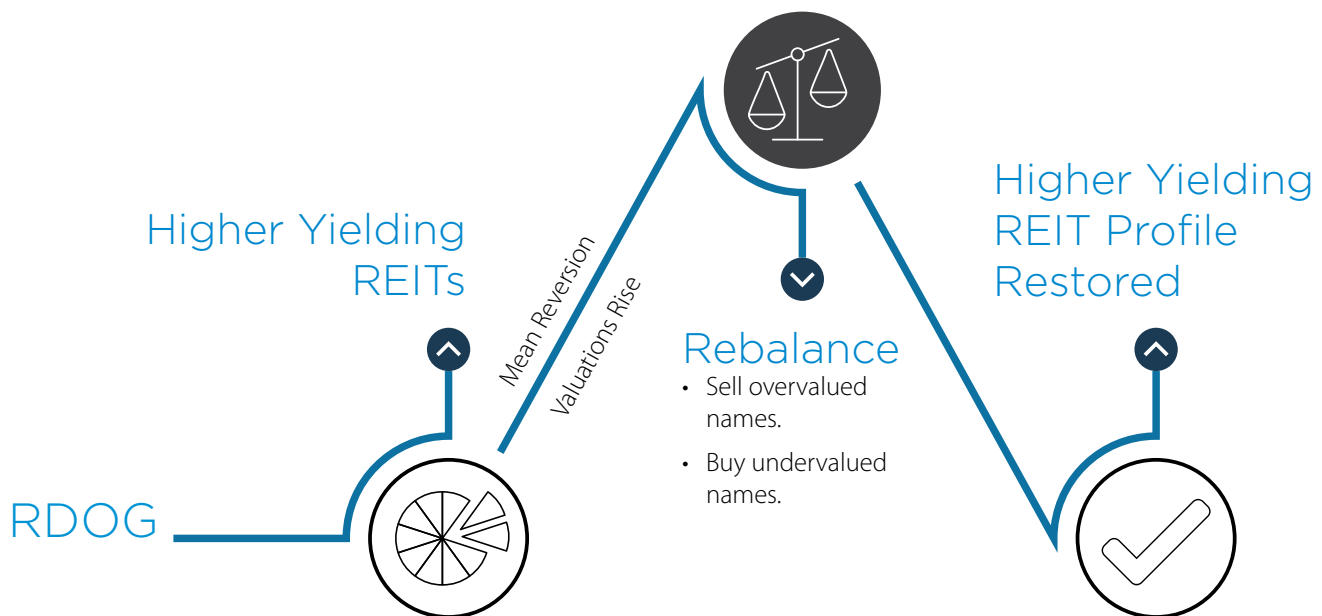 RDOG
Higher Yielding
REITs
Mean Reversion
Valuations Rise
Rebalance
• Sell overvalued
names.
• Buy undervalued
names.
Higher Yielding
REIT Profile
Restored